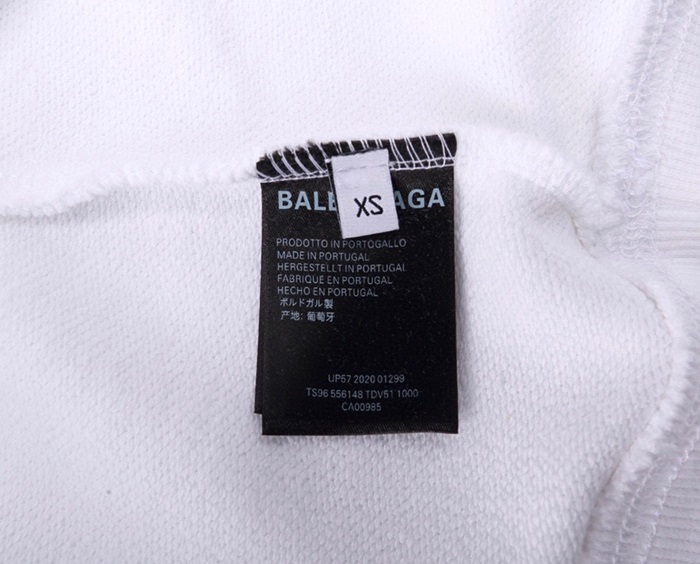 BALE AGA
XS
PRODOTTO IN PORTOGALLO
MADE IN PORTUGAL
HERGESTELLT IN PORTUGAL
FABRIQUE EN PORTUGAL
HECHO EN PORTUGAL
ポルドガル製
产地: 葡萄牙
UP57 2020 01299
TS96 556148 TDV51 1000
CA00985